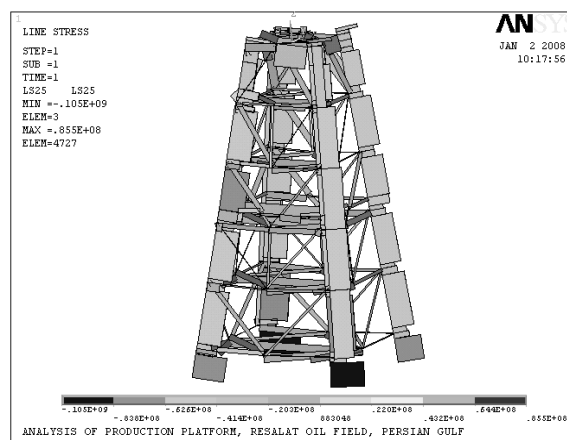 1
LINE STRESS
ANSYS
STEP=1
JAN 2 2008
SUB =1
10:17:56
TIME=1
LS25 LS25
MIN =-.105E+09
ELEM=3
MAX =.855E+08
ELEM=4727
Z
-.105E+09 -.626E+08 -.203E+08 .220E+08 .644E+08
-.838E+08 -.414E+08 883048 .432E+08 .855E+08
ANALYSIS OF PRODUCTION PLATFORM, RESALAT OIL FIELD, PERSIAN GULF